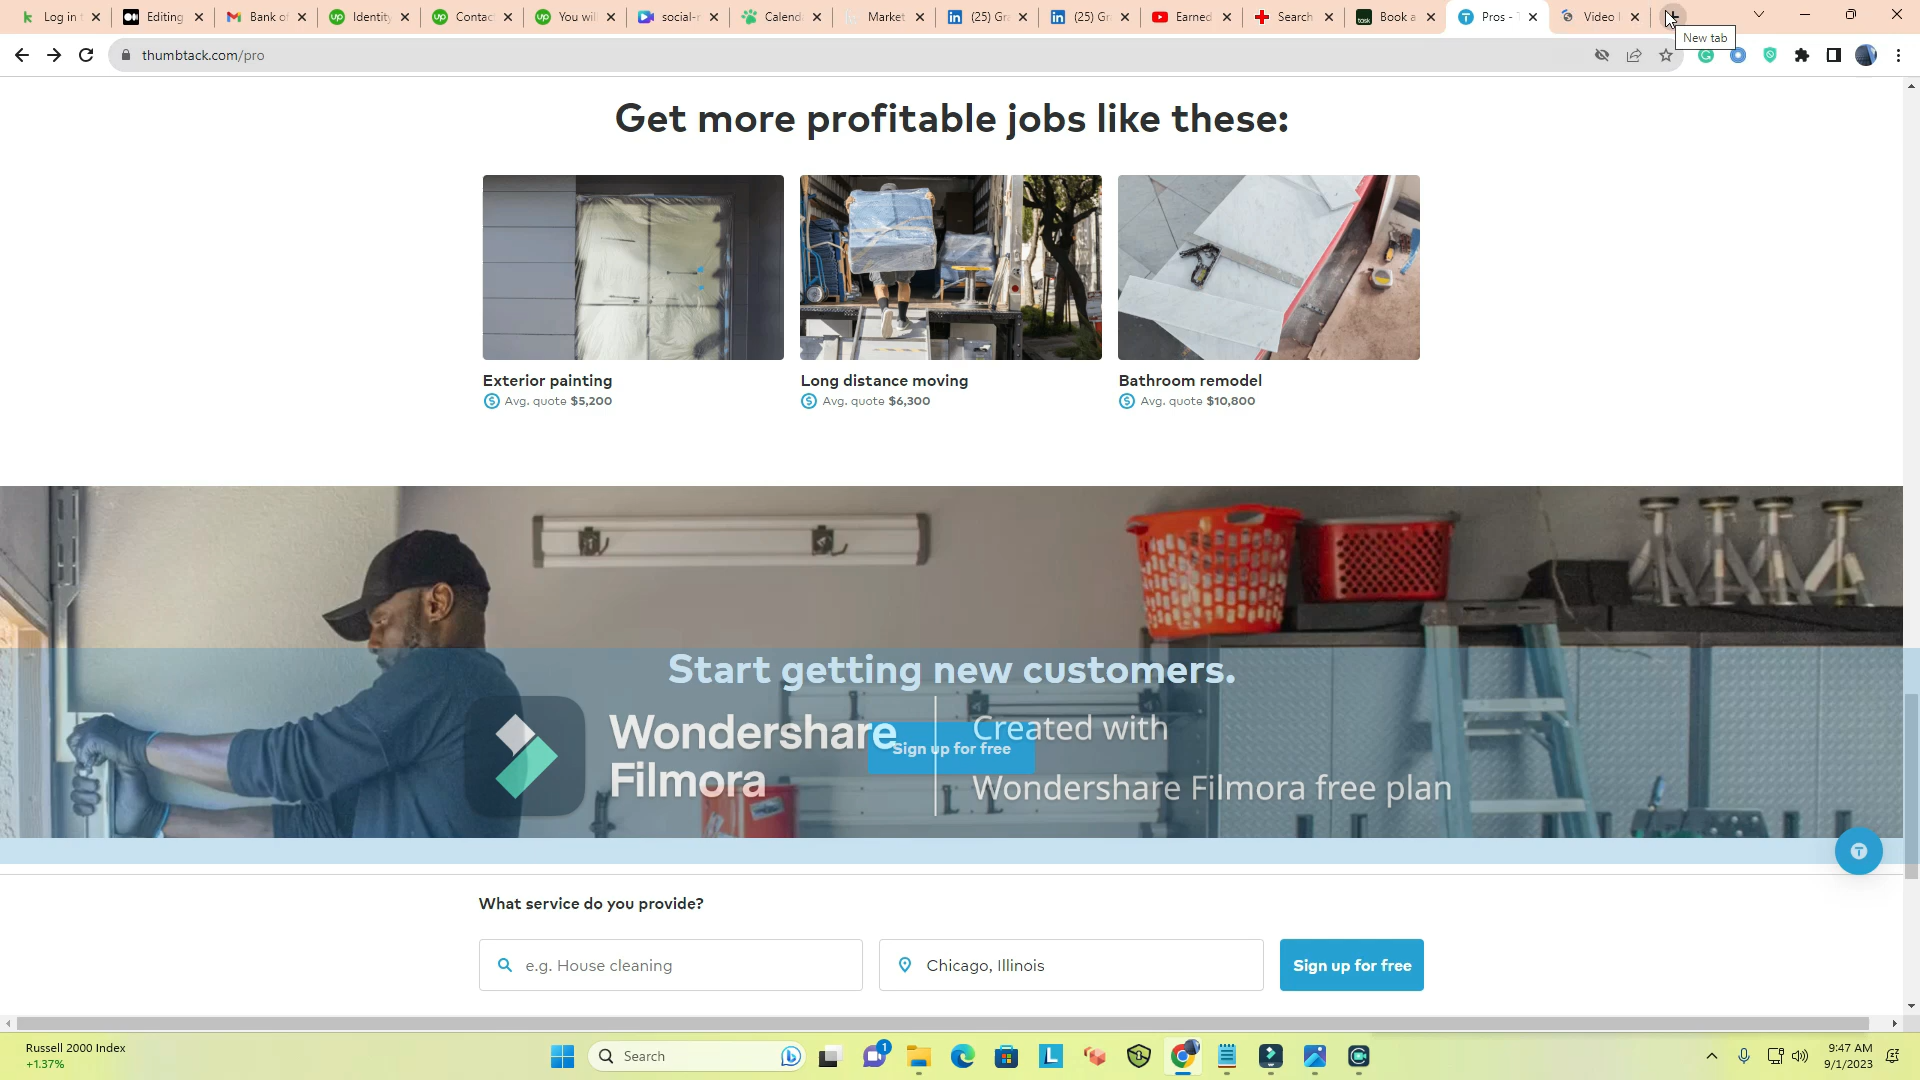 Log in
Editing
Bank of
Identity
Contac
You wil
social-
Calend
Market
(25) Gr
(25) Gr
Earned
Search
Book a
Pros - T
Video
New tab
thumbtack.com/pro
Get more profitable jobs like these:
Exterior painting
Avg. quote $5,200
Long distance moving
Avg. quote $6,300
Bathroom remodel
Avg. quote $10,800
Start getting new customers.
Sign up for free
Wondershare
Filmora
Created with
Wondershare Filmora free plan
What service do you provide?
e.g. House cleaning
Chicago, Illinois
Sign up for free
Russell 2000 Index
+1.37%
Search
1
9:47 AM
9/1/2023